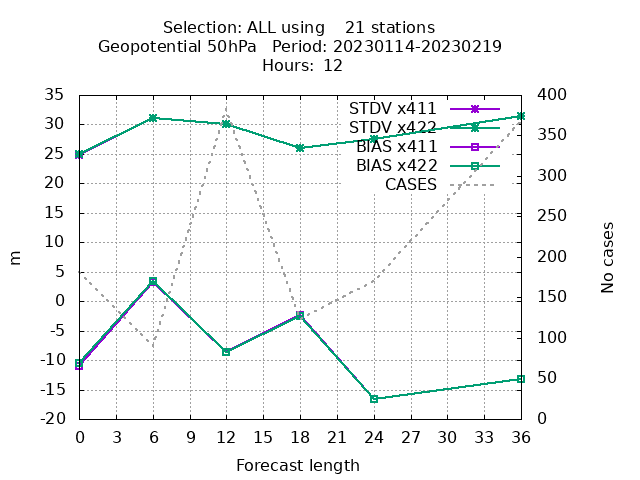 Selection: ALL using 21 stations
Geopotential 50hPa Period: 20230114-20230219
Hours: 12
STDV x411
STDV x422
BIAS x411
BIAS x422
CASES
35
30
25
20
15
10
5
0
-5
-10
-15
-20
m
400
350
300
250
200
150
100
50
0
No cases
0 3 6 9 12 15 18 21 24 27 30 33 36
Forecast length